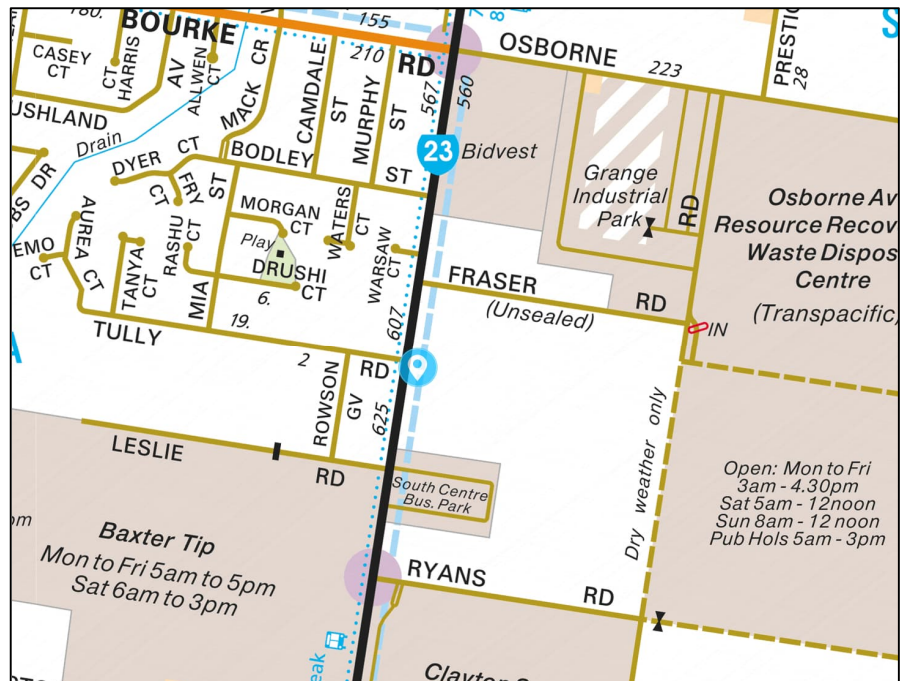 180.
BOURKE
RD
155
210
OSBORNE
223
PRESTIG
28
S
CASEY
CT
HARRIS
CT
AV
ALLWEN
CT
MACK CR
CAMDALE
ST
MURPHY
ST
567
560
USHLAND
Drain
BODLEY
ST
23
Bidvest
Grange
Industrial
Park
RD
Osborne Av
Resource Recov
Waste Dispos
Centre
(Transpacific)
DYER CT
FRY
CT
ST
BS DR
AUREA
CT
EMO
CT
TANYA
CT
RASHU
CT
MORGAN
CT
Play
DRUSHI
CT
WATERS
CT
WARSAW
CT
MIA
6.
19.
TULLY
RD
2
607
FRASER
RD
(Unsealed)
IN
ROWSON
GV
625
LESLIE
RD
South Centre
Bus. Park
Dry weather only
Open: Mon to Fri
3am - 4.30pm
Sat 5am - 12noon
Sun 8am - 12 noon
Pub Hols 5am - 3pm
pm
Baxter Tip
Mon to Fri 5am to 5pm
Sat 6am to 3pm
RYANS
RD
eak